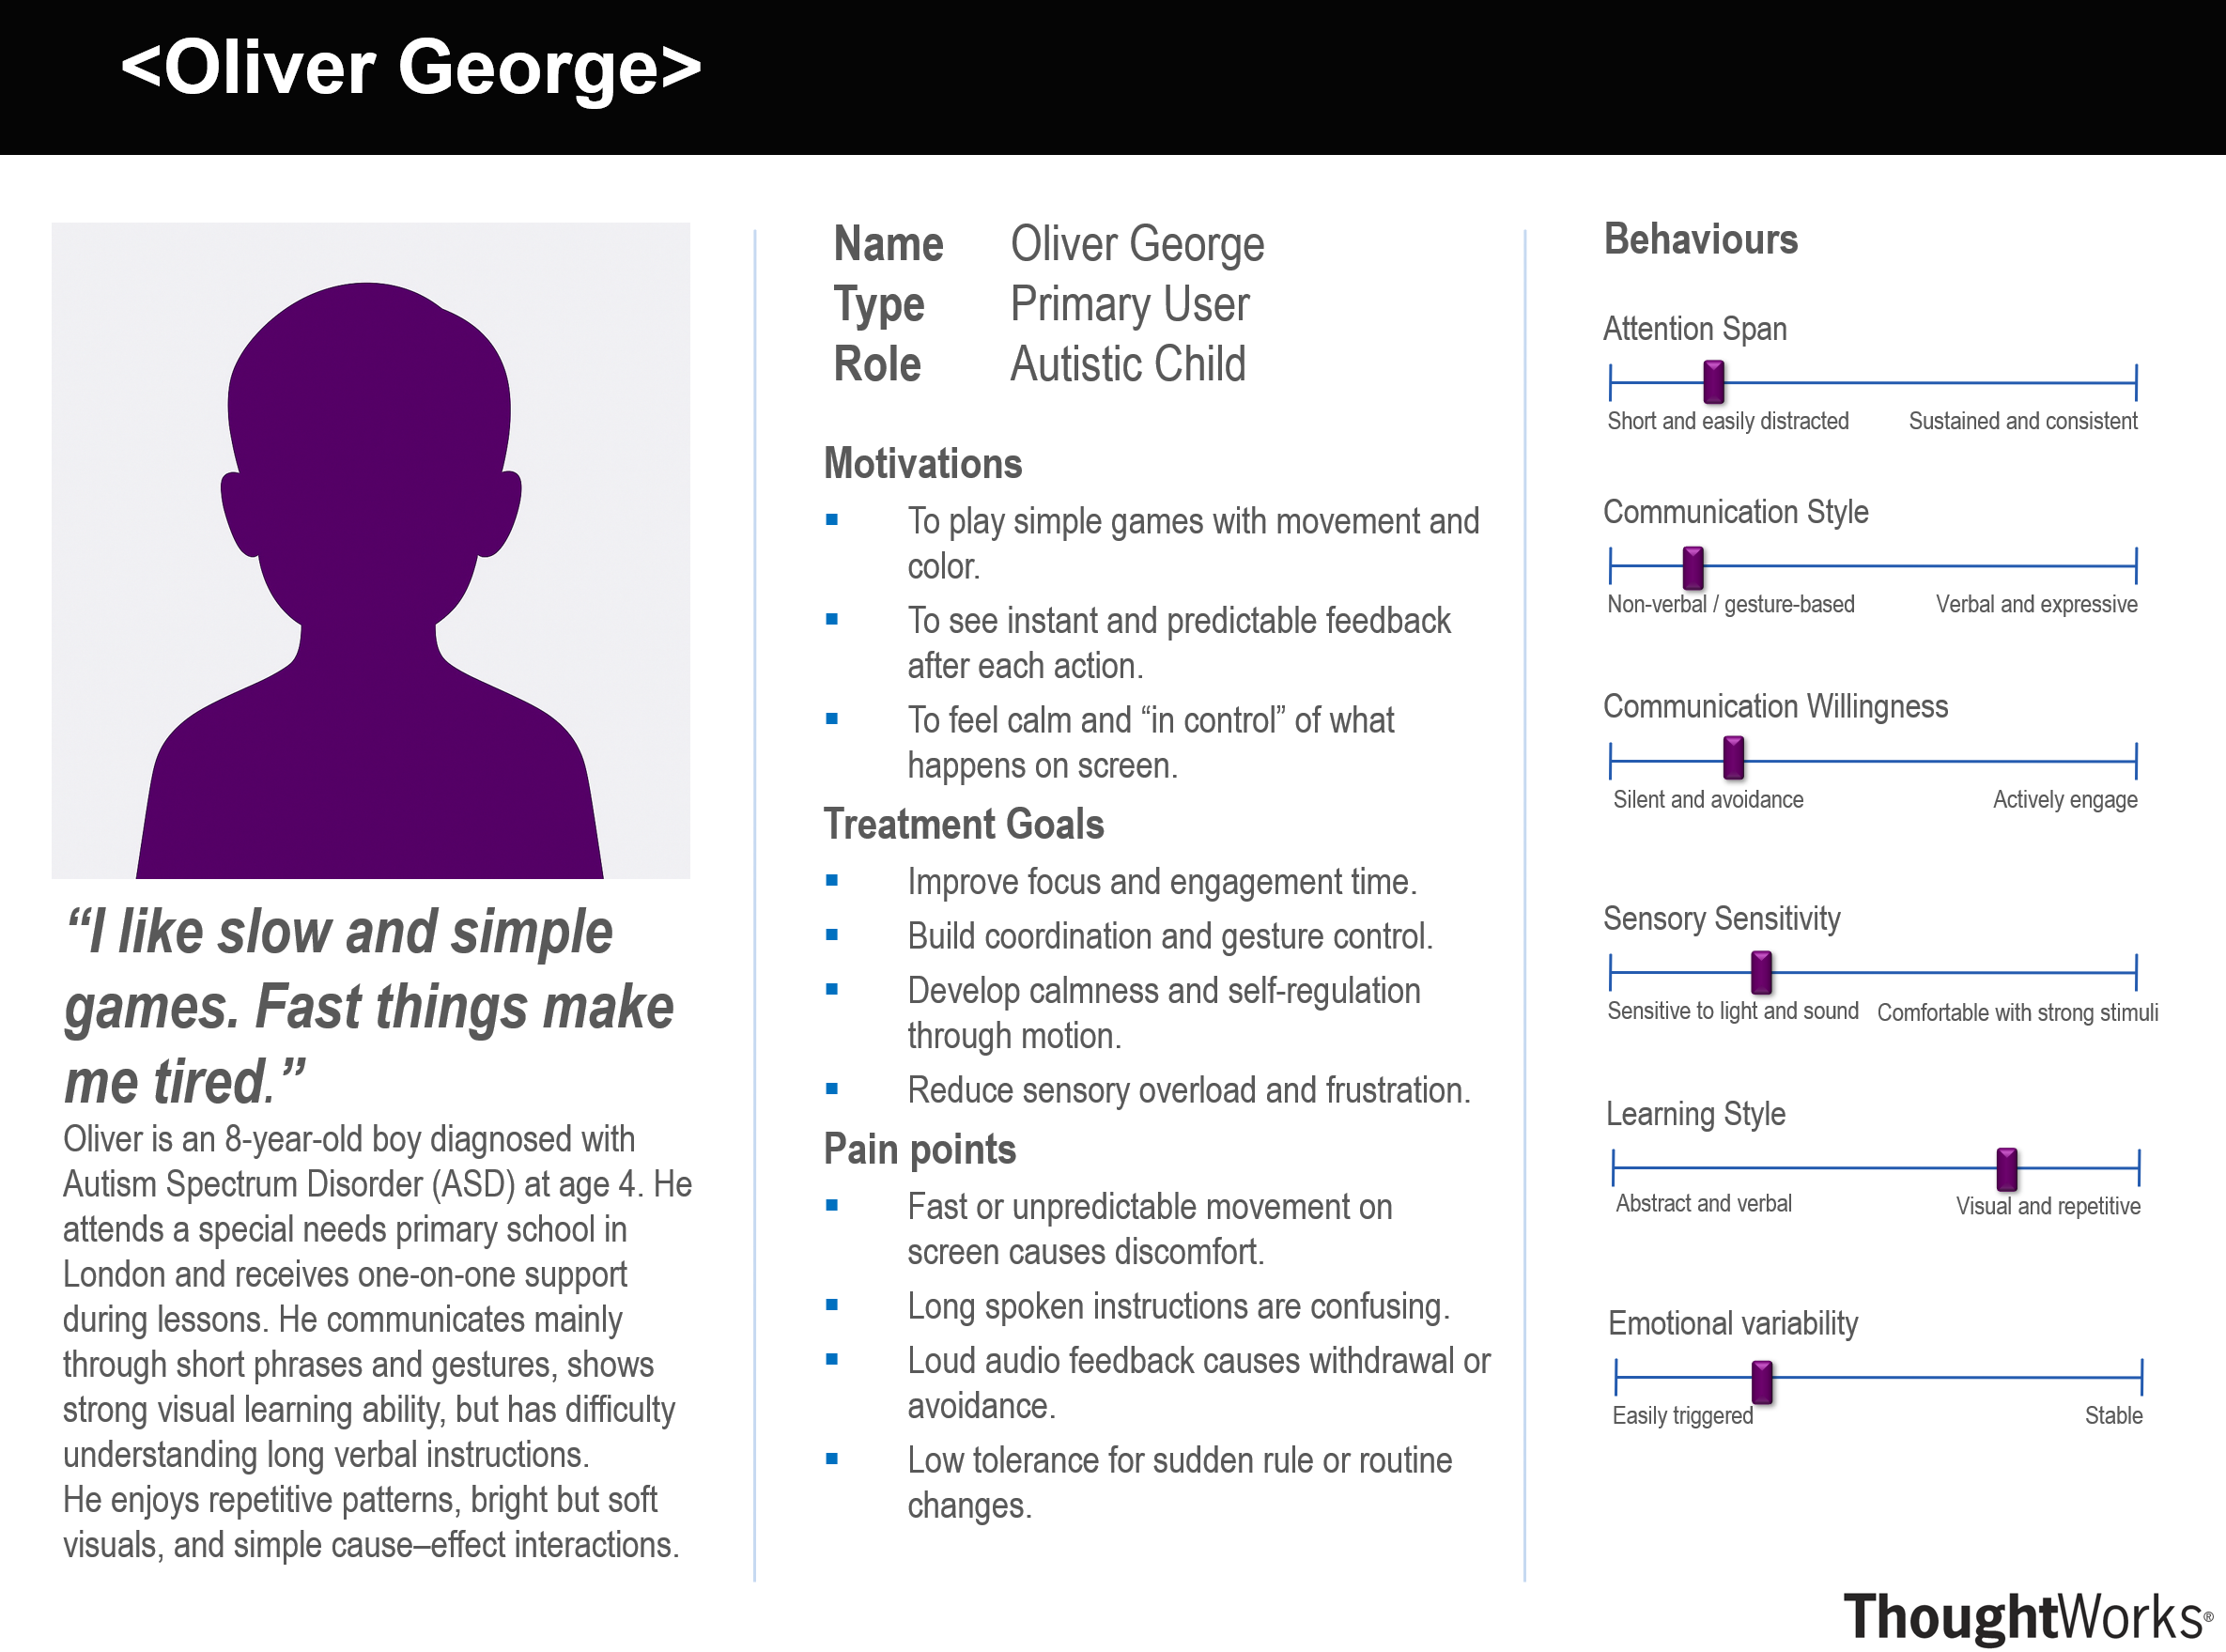 <Oliver George>
“I like slow and simple
games. Fast things make
me tired.”
Oliver is an 8-year-old boy diagnosed with
Autism Spectrum Disorder (ASD) at age 4. He
attends a special needs primary school in
London and receives one-on-one support
during lessons. He communicates mainly
through short phrases and gestures, shows
strong visual learning ability, but has difficulty
understanding long verbal instructions.
He enjoys repetitive patterns, bright but soft
visuals, and simple cause–effect interactions.
Name Oliver George
Type Primary User
Role Autistic Child
Motivations
▪ To play simple games with movement and
color.
▪ To see instant and predictable feedback
after each action.
▪ To feel calm and “in control” of what
happens on screen.
Treatment Goals
▪ Improve focus and engagement time.
▪ Build coordination and gesture control.
▪ Develop calmness and self-regulation
through motion.
▪ Reduce sensory overload and frustration.
Pain points
▪ Fast or unpredictable movement on
screen causes discomfort.
▪ Long spoken instructions are confusing.
▪ Loud audio feedback causes withdrawal or
avoidance.
▪ Low tolerance for sudden rule or routine
changes.
Behaviours
Attention Span
Short and easily distracted Sustained and consistent
Communication Style
Non-verbal / gesture-based Verbal and expressive
Communication Willingness
Silent and avoidance Actively engage
Sensory Sensitivity
Sensitive to light and sound Comfortable with strong stimuli
Learning Style
Abstract and verbal Visual and repetitive
Emotional variability
Easily triggered Stable
ThoughtWorks®